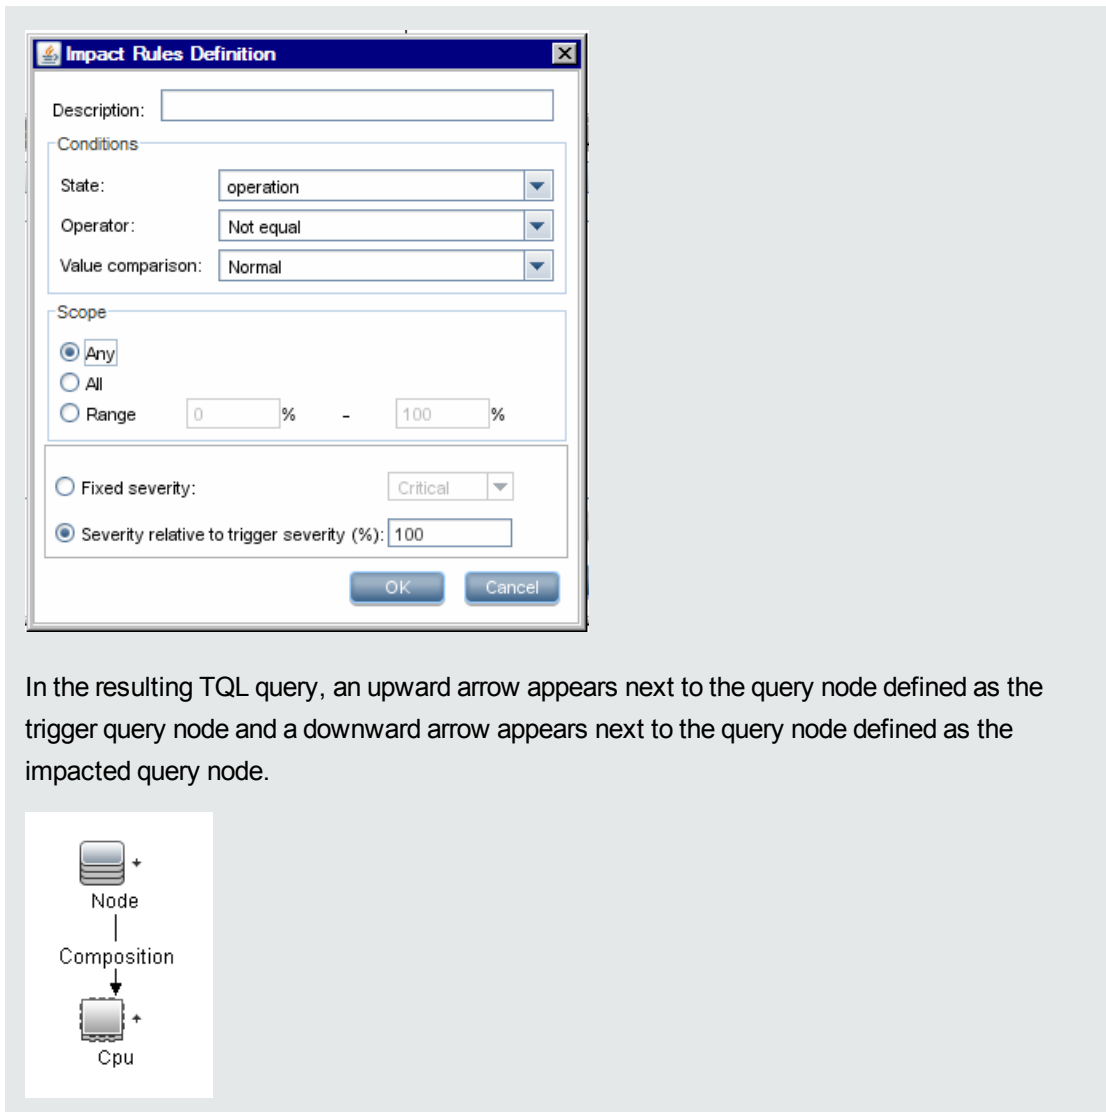 Impact Rules Definition
Description:
Conditions
State: operation
Operator: Not equal
Value comparison: Normal
Scope
Any
All
Range 0 % - 100 %
Fixed severity: Critical
Severity relative to trigger severity (%): 100
OK Cancel
In the resulting TQL query, an upward arrow appears next to the query node defined as the
trigger query node and a downward arrow appears next to the query node defined as the
impacted query node.
Node
Composition
Cpu